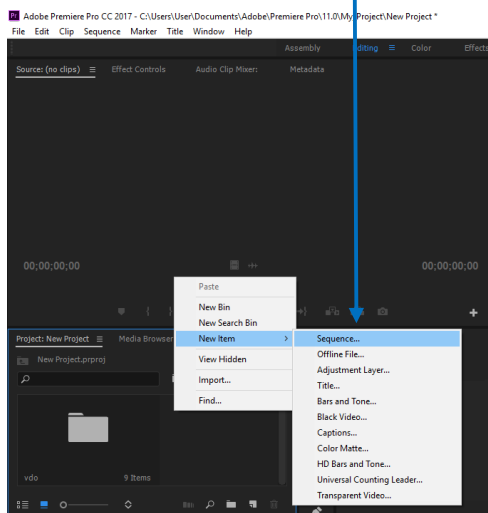 Pr Adobe Premiere Pro CC 2017 - C:\Users\User\Documents\Adobe\Premiere Pro\11.0\My Project\New Project *
File Edit Clip Sequence Marker Title Window Help
Assembly Editing Color Effects
Source: (no clips) Effect Controls Audio Clip Mixer: Metadata
00;00;00;00 00;00;00;00
Paste
New Bin
New Search Bin
New Item
View Hidden
Import...
Find...
Project: New Project Media Browser
New Project.prproj
vdo 9 Items
Sequence...
Offline File...
Adjustment Layer...
Title...
Bars and Tone...
Black Video...
Captions...
Color Matte...
HD Bars and Tone...
Universal Counting Leader...
Transparent Video...